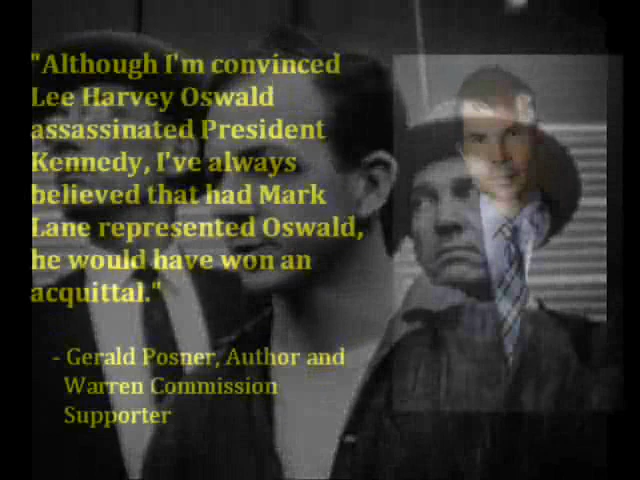 "Although I'm convinced
Lee Harvey Oswald
assassinated President
Kennedy, I've always
believed that had Mark
Lane represented Oswald,
he would have won an
acquittal."
- Gerald Posner, Author and
Warren Commission
Supporter